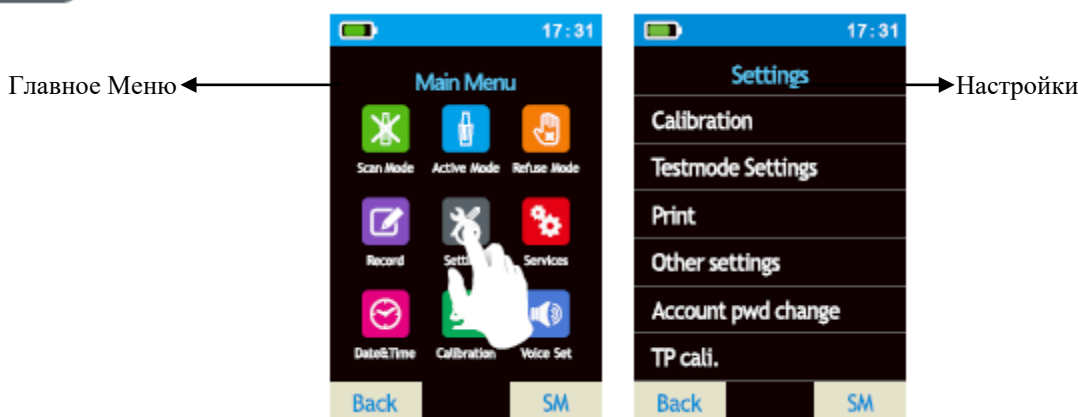 17:31
Main Menu
Scan Mode Active Mode Refuse Mode
Record Services
Date&Time Calibration Voice Set
Back SM
17:31
Settings
Calibration
Testmode Settings
Print
Other settings
Account pwd change
TP cali.
Back SM
Главное Меню
Настройки